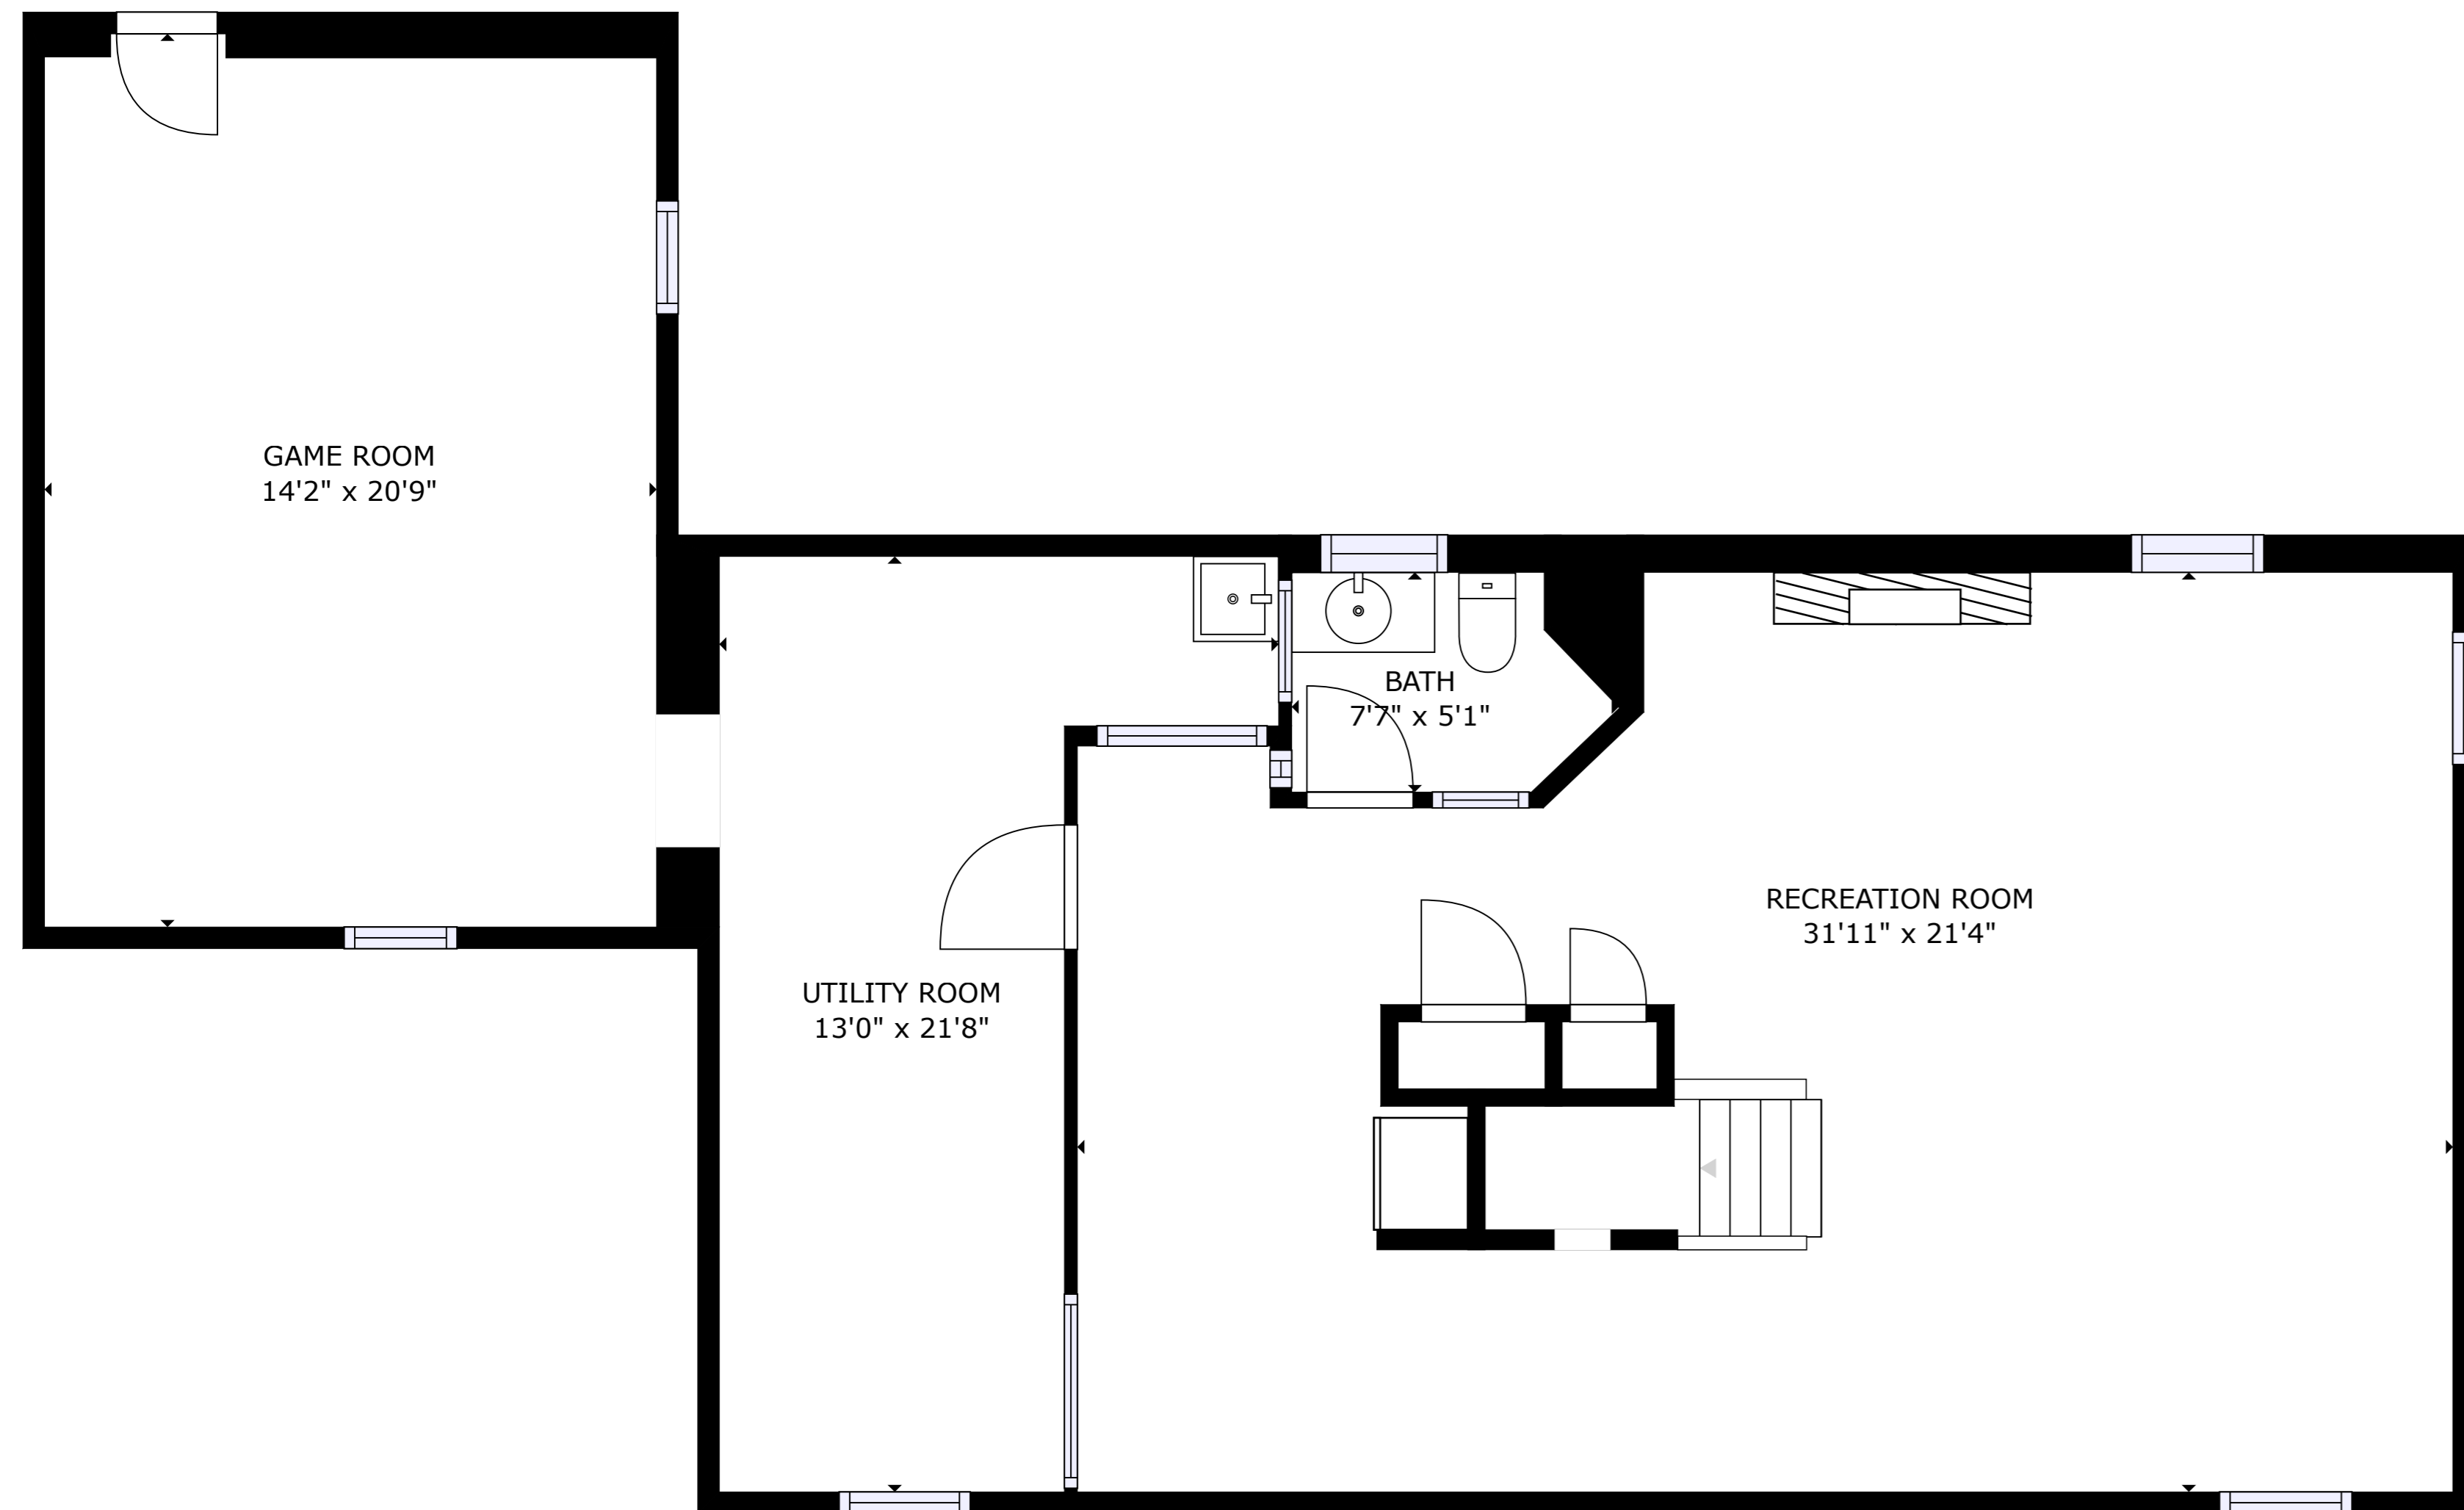 GAME ROOM
14'2" x 20'9"
BATH
7'7" x 5'1"
RECREATION ROOM
31'11" x 21'4"
UTILITY ROOM
13'0" x 21'8"